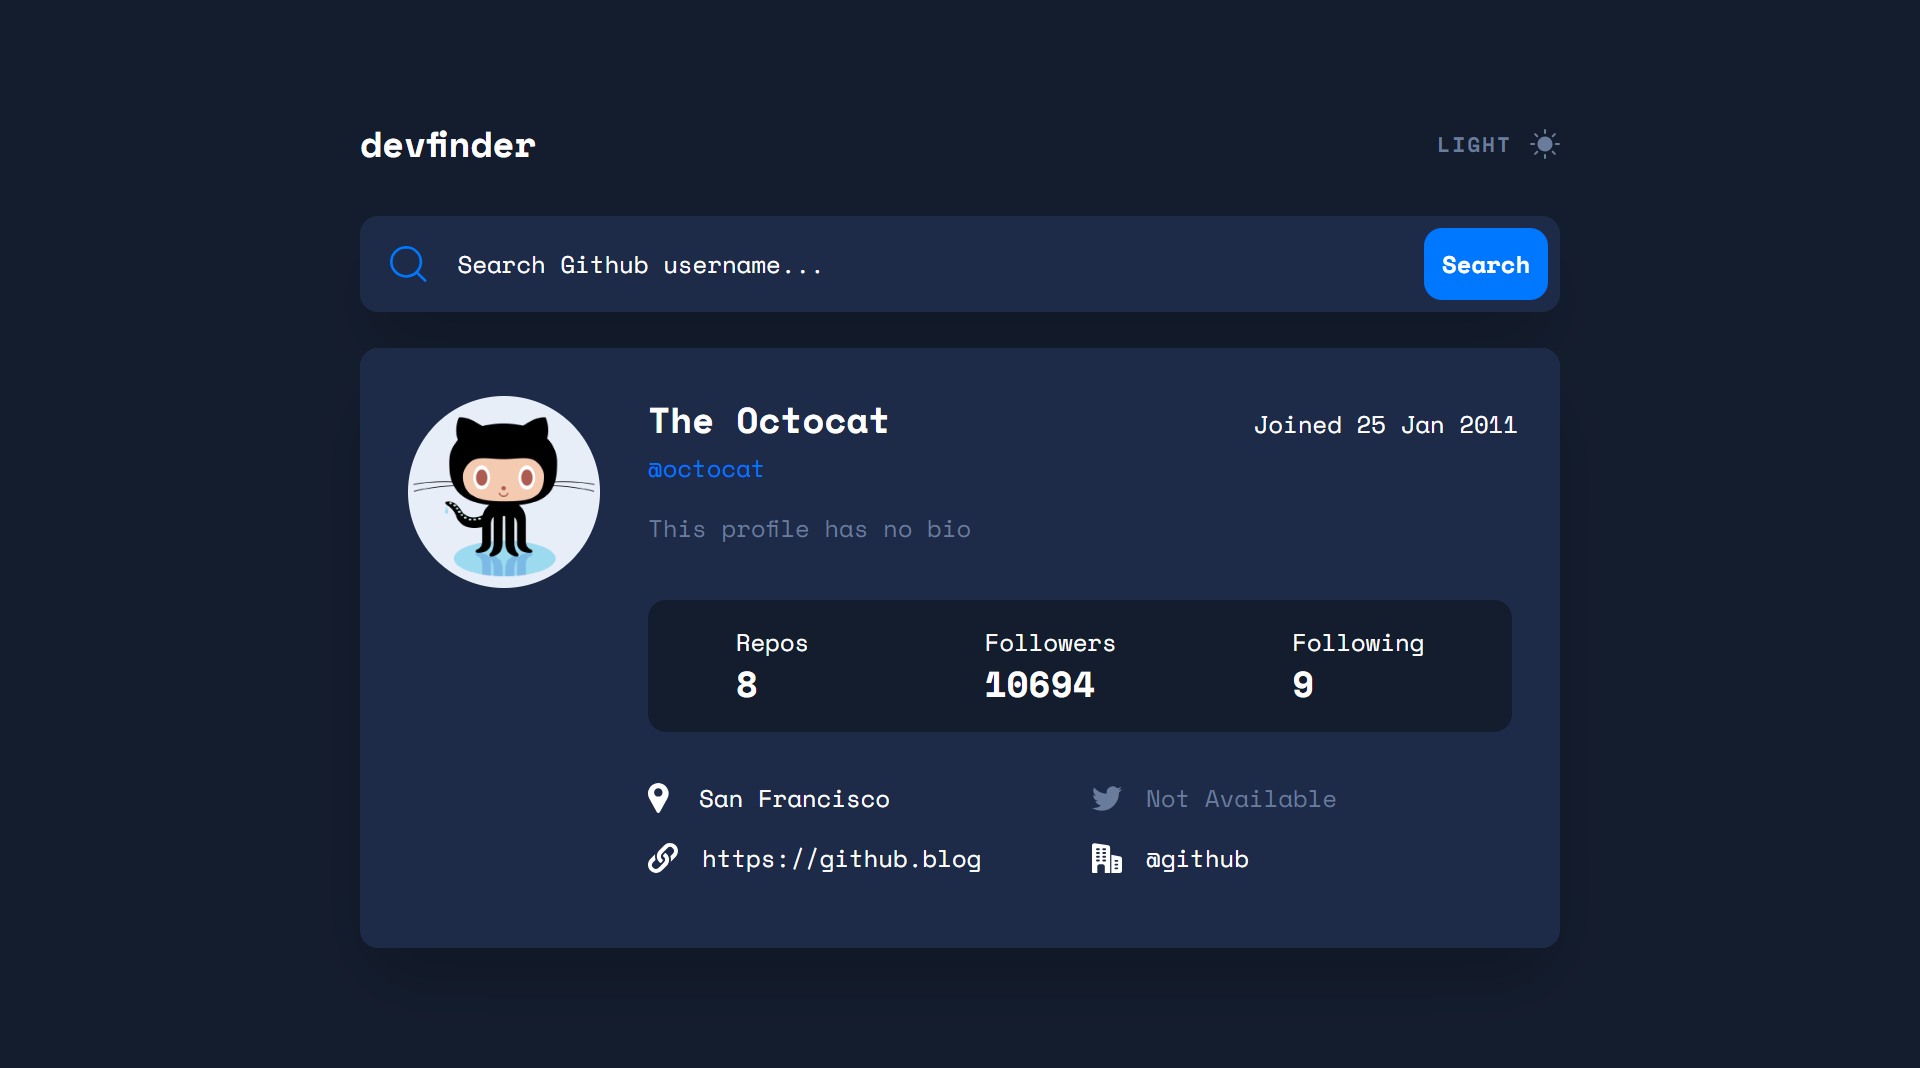 devfinder
LIGHT
Search Github username...
Search
The Octocat
Joined 25 Jan 2011
@octocat
This profile has no bio
Repos
Followers
Following
8
10694
9
San Francisco
Not Available
https://github.blog
@github